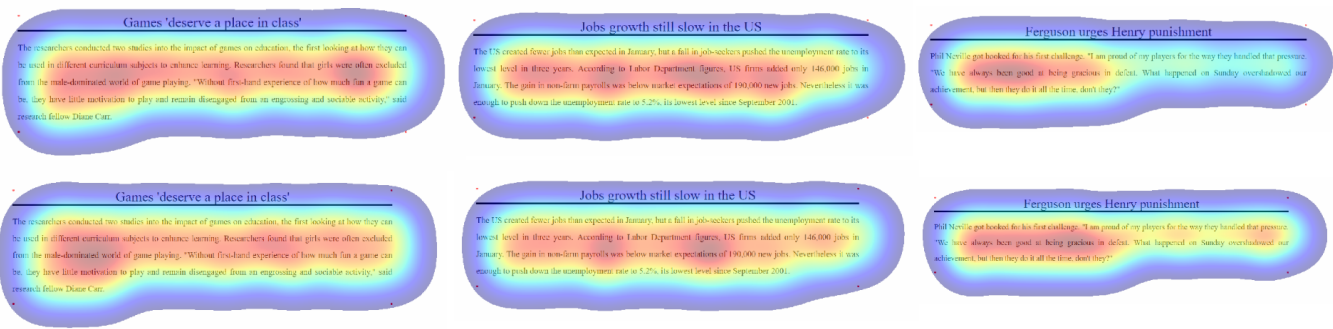 Games 'deserve a place in class'
The researchers conducted two studies into the impact of games on education, the first looking at how they can
be used in different curriculum subjects to enhance learning. Researchers found that girls were often excluded
from the male-dominated world of game playing. "Without first-hand experience of how much fun a game can
be, they have little motivation to play and remain disengaged from an engrossing and sociable activity," said
research fellow Diane Carr.
Jobs growth still slow in the US
The US created fewer jobs than expected in January, but a fall in job-seekers pushed the unemployment rate to its
lowest level in three years. According to Labor Department figures, US firms added only 146,000 jobs in
January. The gain in non-farm payrolls was below market expectations of 190,000 new jobs. Nevertheless it was
enough to push down the unemployment rate to 5.2%, its lowest level since September 2001.
Ferguson urges Henry punishment
Phil Neville got hooked for his first challenge. "I am proud of my players for the way they handled that pressure.
"We have always been good at being gracious in defeat. What happened on Sunday overshadowed our
achievement, but then they do it all the time, don't they?"
Games 'deserve a place in class'
The researchers conducted two studies into the impact of games on education, the first looking at how they can
be used in different curriculum subjects to enhance learning. Researchers found that girls were often excluded
from the male-dominated world of game playing. "Without first-hand experience of how much fun a game can
be, they have little motivation to play and remain disengaged from an engrossing and sociable activity," said
research fellow Diane Carr.
Jobs growth still slow in the US
The US created fewer jobs than expected in January, but a fall in job-seekers pushed the unemployment rate to its
lowest level in three years. According to Labor Department figures, US firms added only 146,000 jobs in
January. The gain in non-farm payrolls was below market expectations of 190,000 new jobs. Nevertheless it was
enough to push down the unemployment rate to 5.2%, its lowest level since September 2001.
Ferguson urges Henry punishment
Phil Neville got hooked for his first challenge. "I am proud of my players for the way they handled that pressure.
"We have always been good at being gracious in defeat. What happened on Sunday overshadowed our
achievement, but then they do it all the time, don't they?"